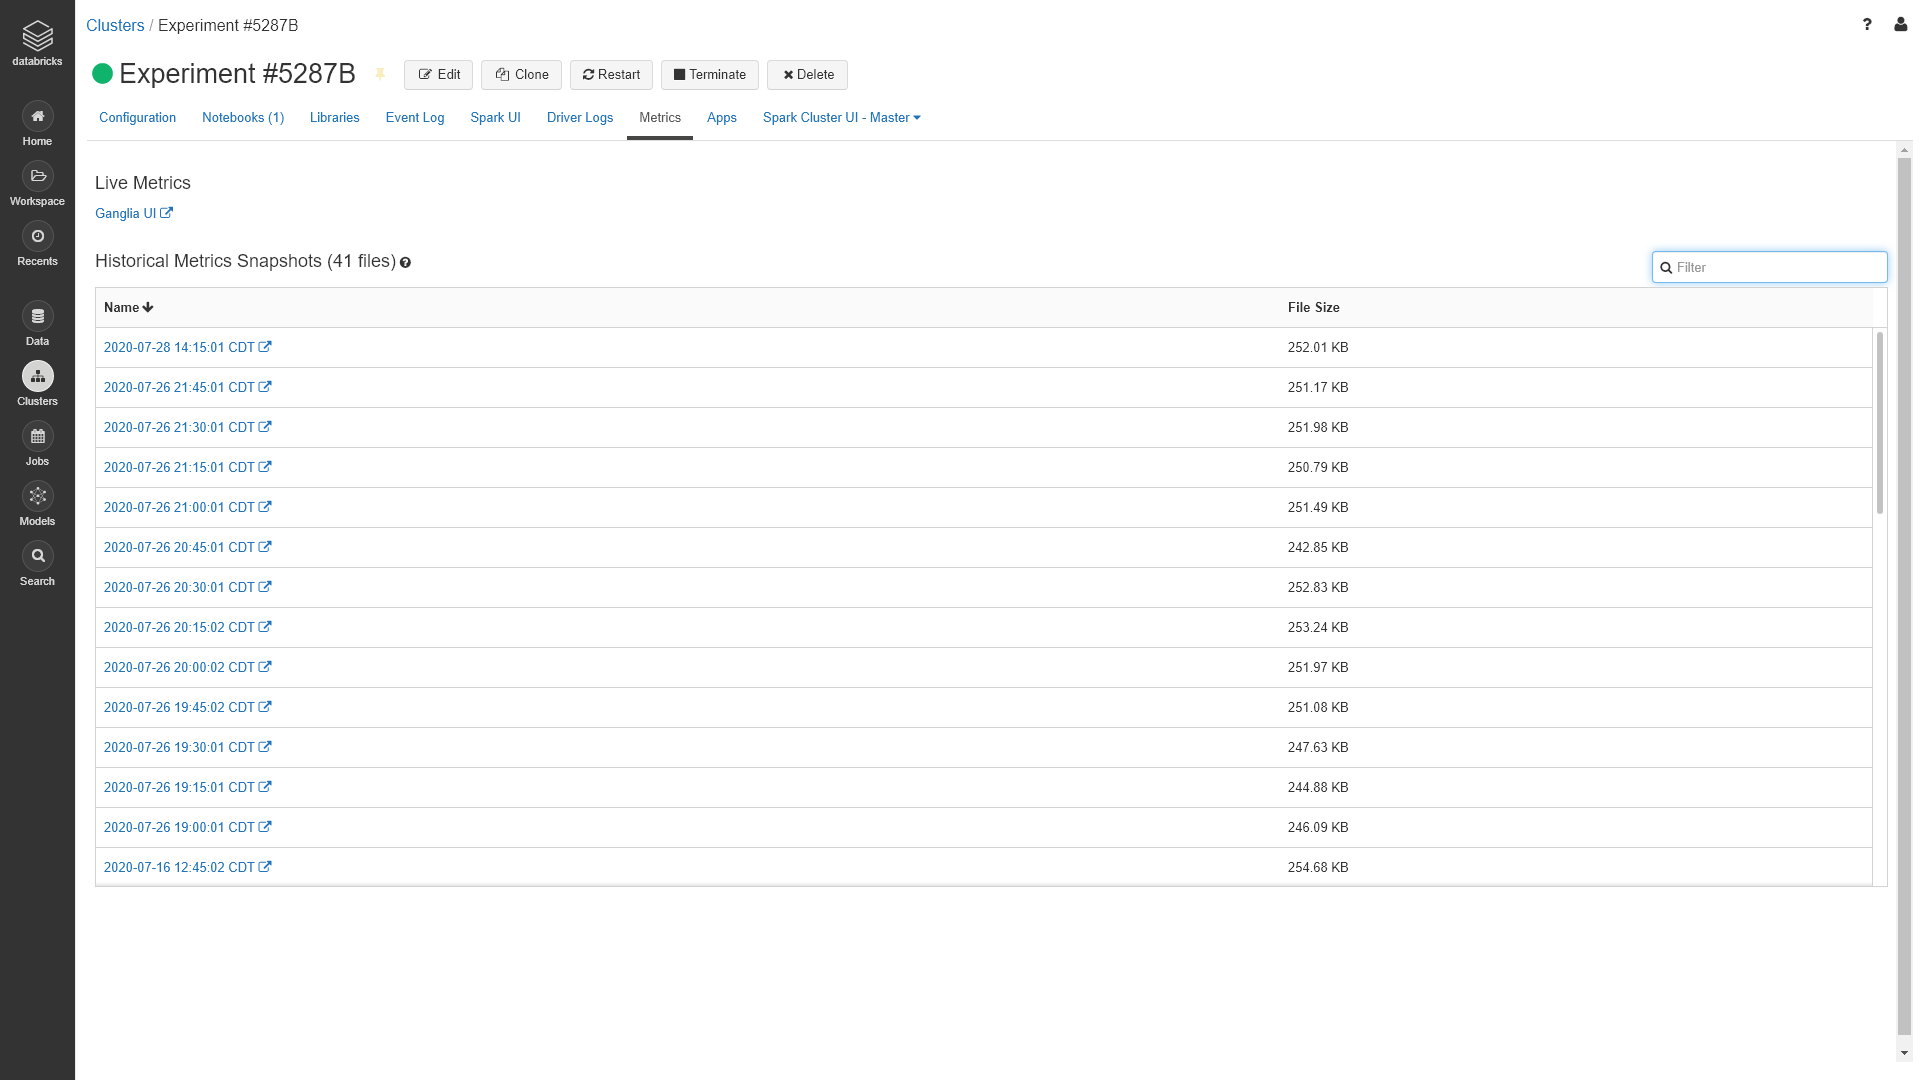 databricks
Home
Workspace
Recents
Data
Clusters
Jobs
Models
Search
Clusters / Experiment #5287B
?
Experiment #5287B
Edit Clone Restart Terminate Delete
Configuration Notebooks (1) Libraries Event Log Spark UI Driver Logs Metrics Apps Spark Cluster UI - Master
Live Metrics
Ganglia UI
Historical Metrics Snapshots (41 files) ?
Filter
Name File Size
2020-07-28 14:15:01 CDT 252.01 KB
2020-07-26 21:45:01 CDT 251.17 KB
2020-07-26 21:30:01 CDT 251.98 KB
2020-07-26 21:15:01 CDT 250.79 KB
2020-07-26 21:00:01 CDT 251.49 KB
2020-07-26 20:45:01 CDT 242.85 KB
2020-07-26 20:30:01 CDT 252.83 KB
2020-07-26 20:15:02 CDT 253.24 KB
2020-07-26 20:00:02 CDT 251.97 KB
2020-07-26 19:45:02 CDT 251.08 KB
2020-07-26 19:30:01 CDT 247.63 KB
2020-07-26 19:15:01 CDT 244.88 KB
2020-07-26 19:00:01 CDT 246.09 KB
2020-07-16 12:45:02 CDT 254.68 KB